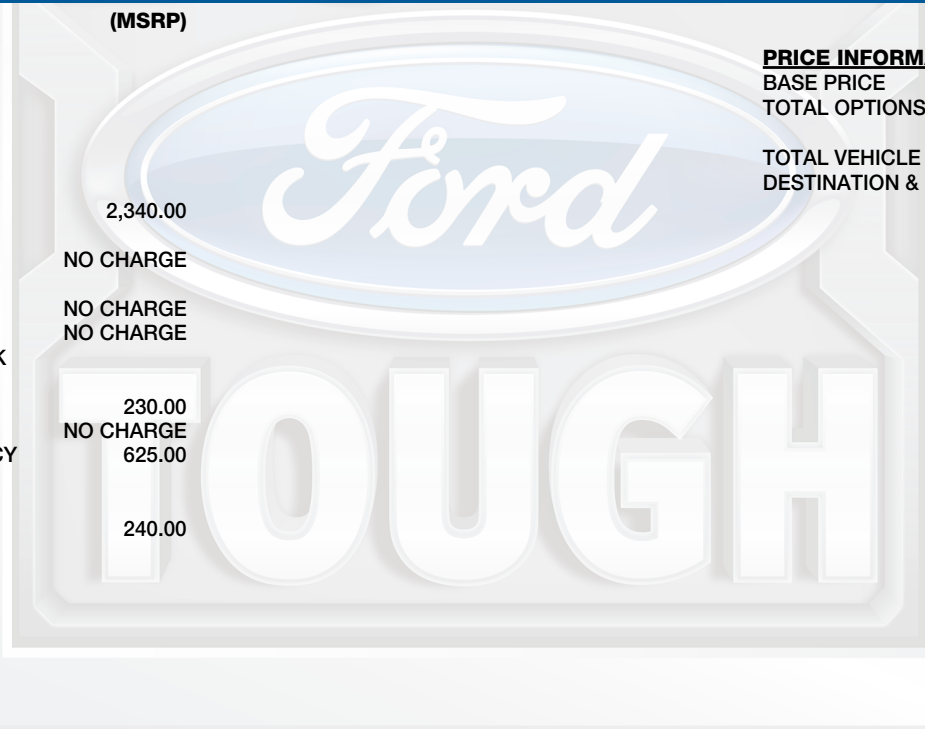 (MSRP)
PRICE INFORM
BASE PRICE
TOTAL OPTIONS
TOTAL VEHICLE
DESTINATION &
2,340.00
NO CHARGE
NO CHARGE
NO CHARGE
K
230.00
NO CHARGE
CY 625.00
240.00
Ford
TOUGH